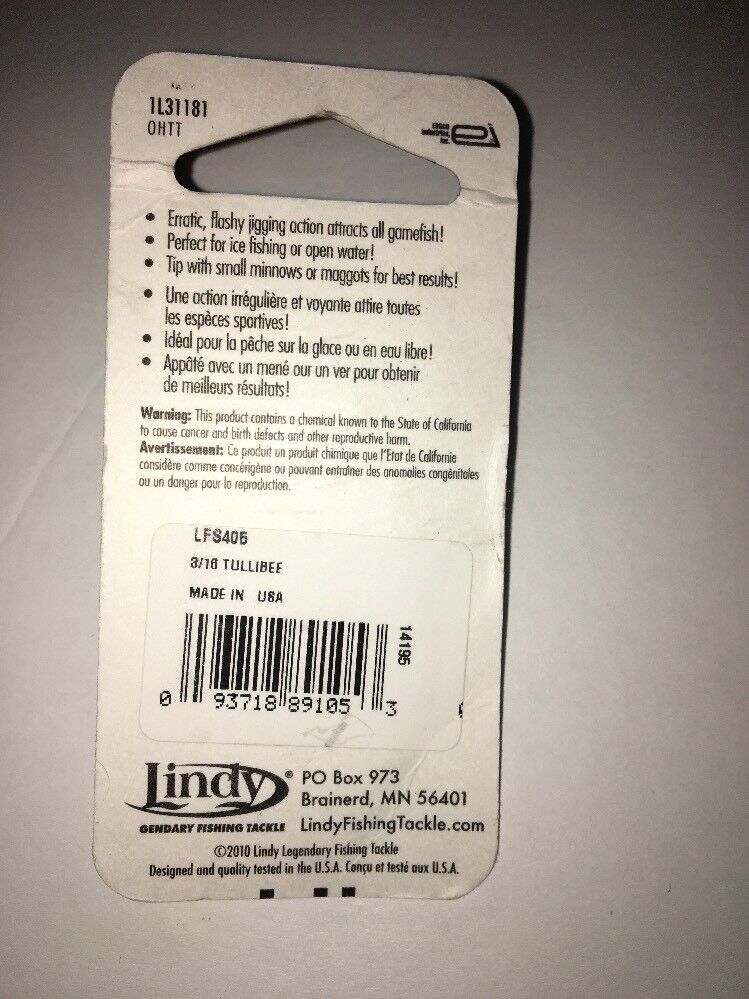 1L31181
OHTT
ei
• Erratic, flashy jigging action attracts all gamefish!
• Perfect for ice fishing or open water!
• Tip with small minnows or maggots for best results!
• Une action irrégulière et voyante attire toutes
les espèces sportives!
• Idéal pour la pêche sur la glace ou en eau libre!
• Appâté avec un mené our un ver pour obtenir
de meilleurs résultats!
Warning: This product contains a chemical known to the State of California
to cause cancer and birth defects and other reproductive harm.
Avertissement: Ce produit un produit chimique que l'Etat de Californie
considère comme concérigène ou pouvant entraîner des anomalies congénitales
ou un danger pour la reproduction.
LFS406
3/16 TULLIBEE
MADE IN USA
14195
0 93718 89105 3
Lindy® PO Box 973
Brainerd, MN 56401
GENDARY FISHING TACKLE LindyFishingTackle.com
©2010 Lindy Legendary Fishing Tackle
Designed and quality tested in the U.S.A. Conçu et testé aux U.S.A.